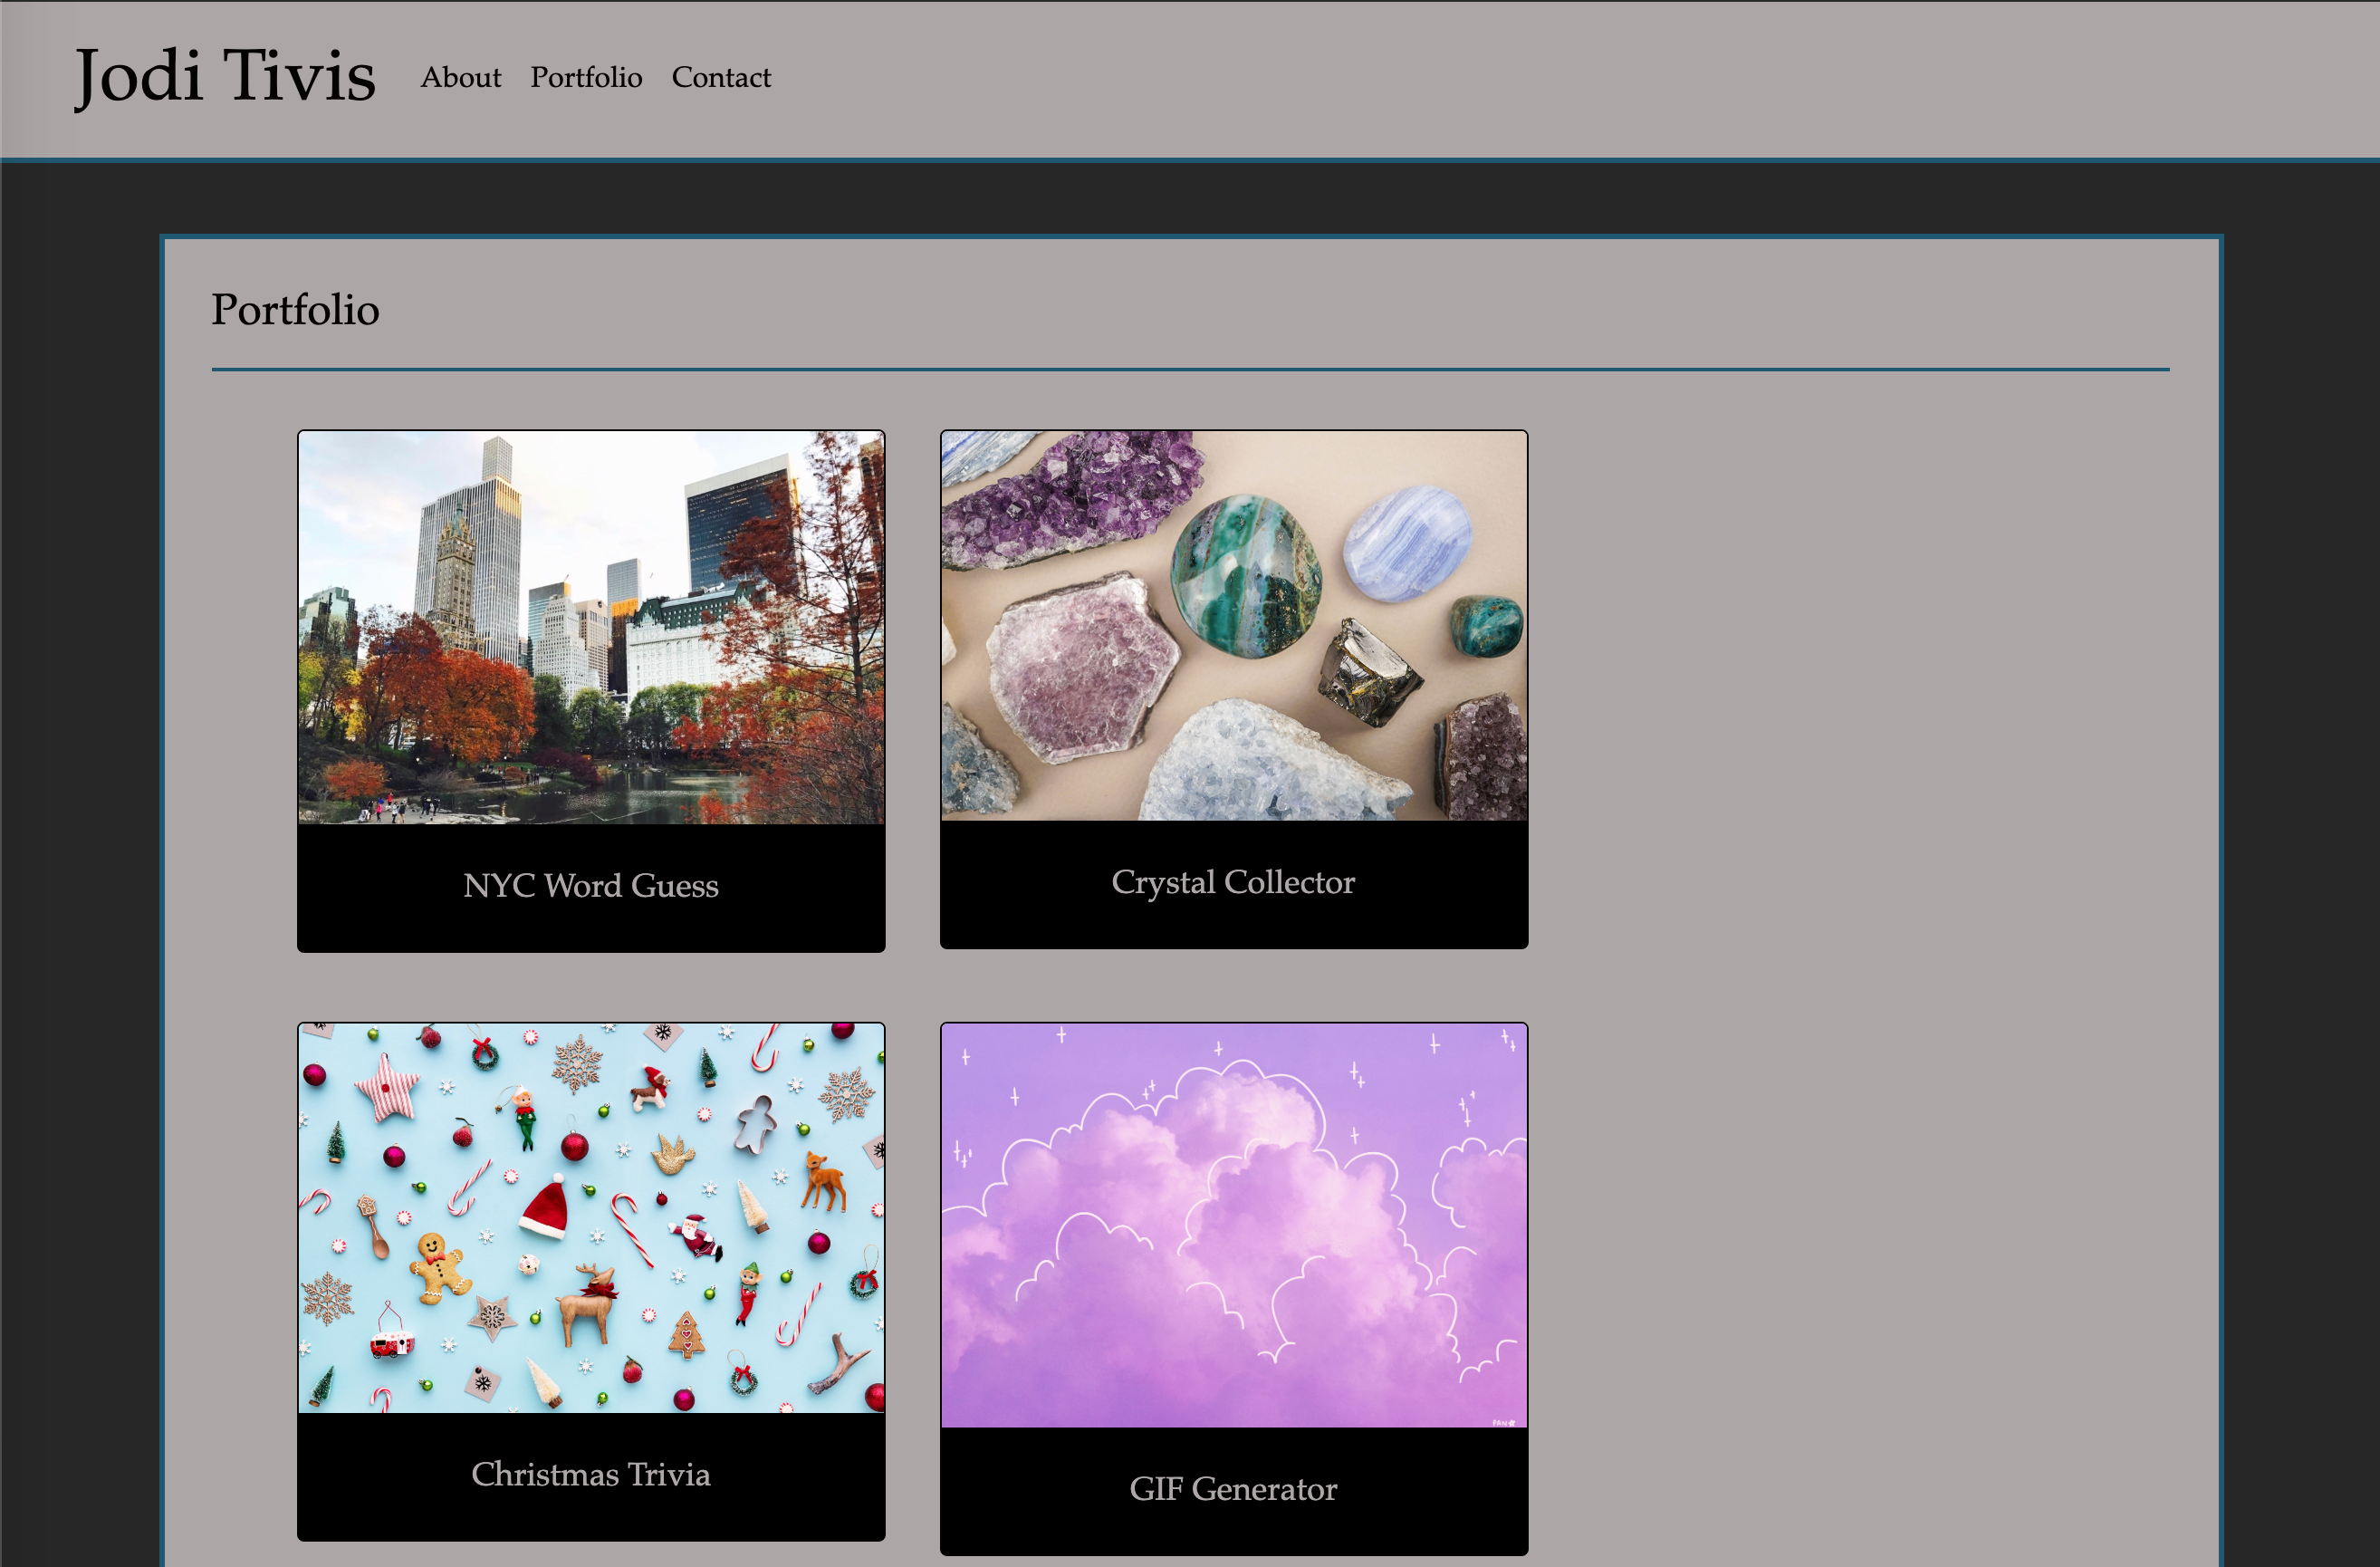 Jodi Tivis About Portfolio Contact
Portfolio
NYC Word Guess
Crystal Collector
Christmas Trivia
GIF Generator